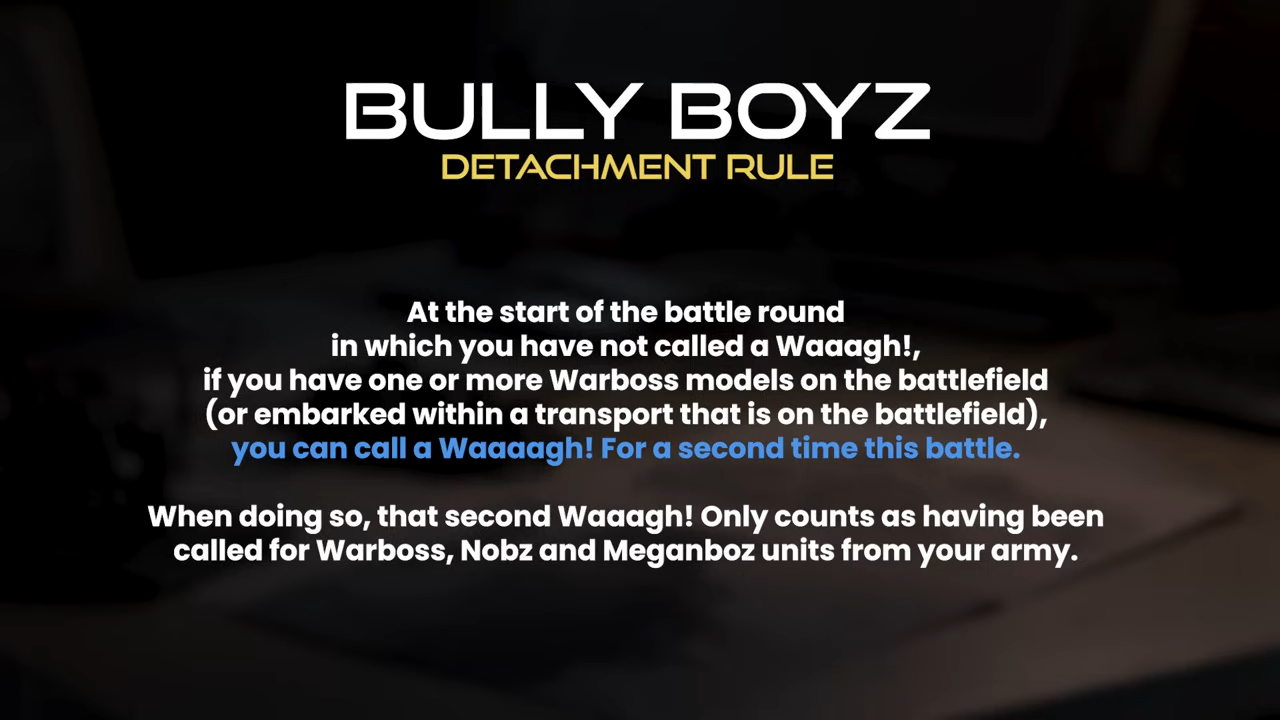 BULLY BOYZ
DETACHMENT RULE
At the start of the battle round
in which you have not called a Waaagh!,
if you have one or more Warboss models on the battlefield
(or embarked within a transport that is on the battlefield),
you can call a Waaaagh! For a second time this battle.
When doing so, that second Waaagh! Only counts as having been
called for Warboss, Nobz and Meganboz units from your army.